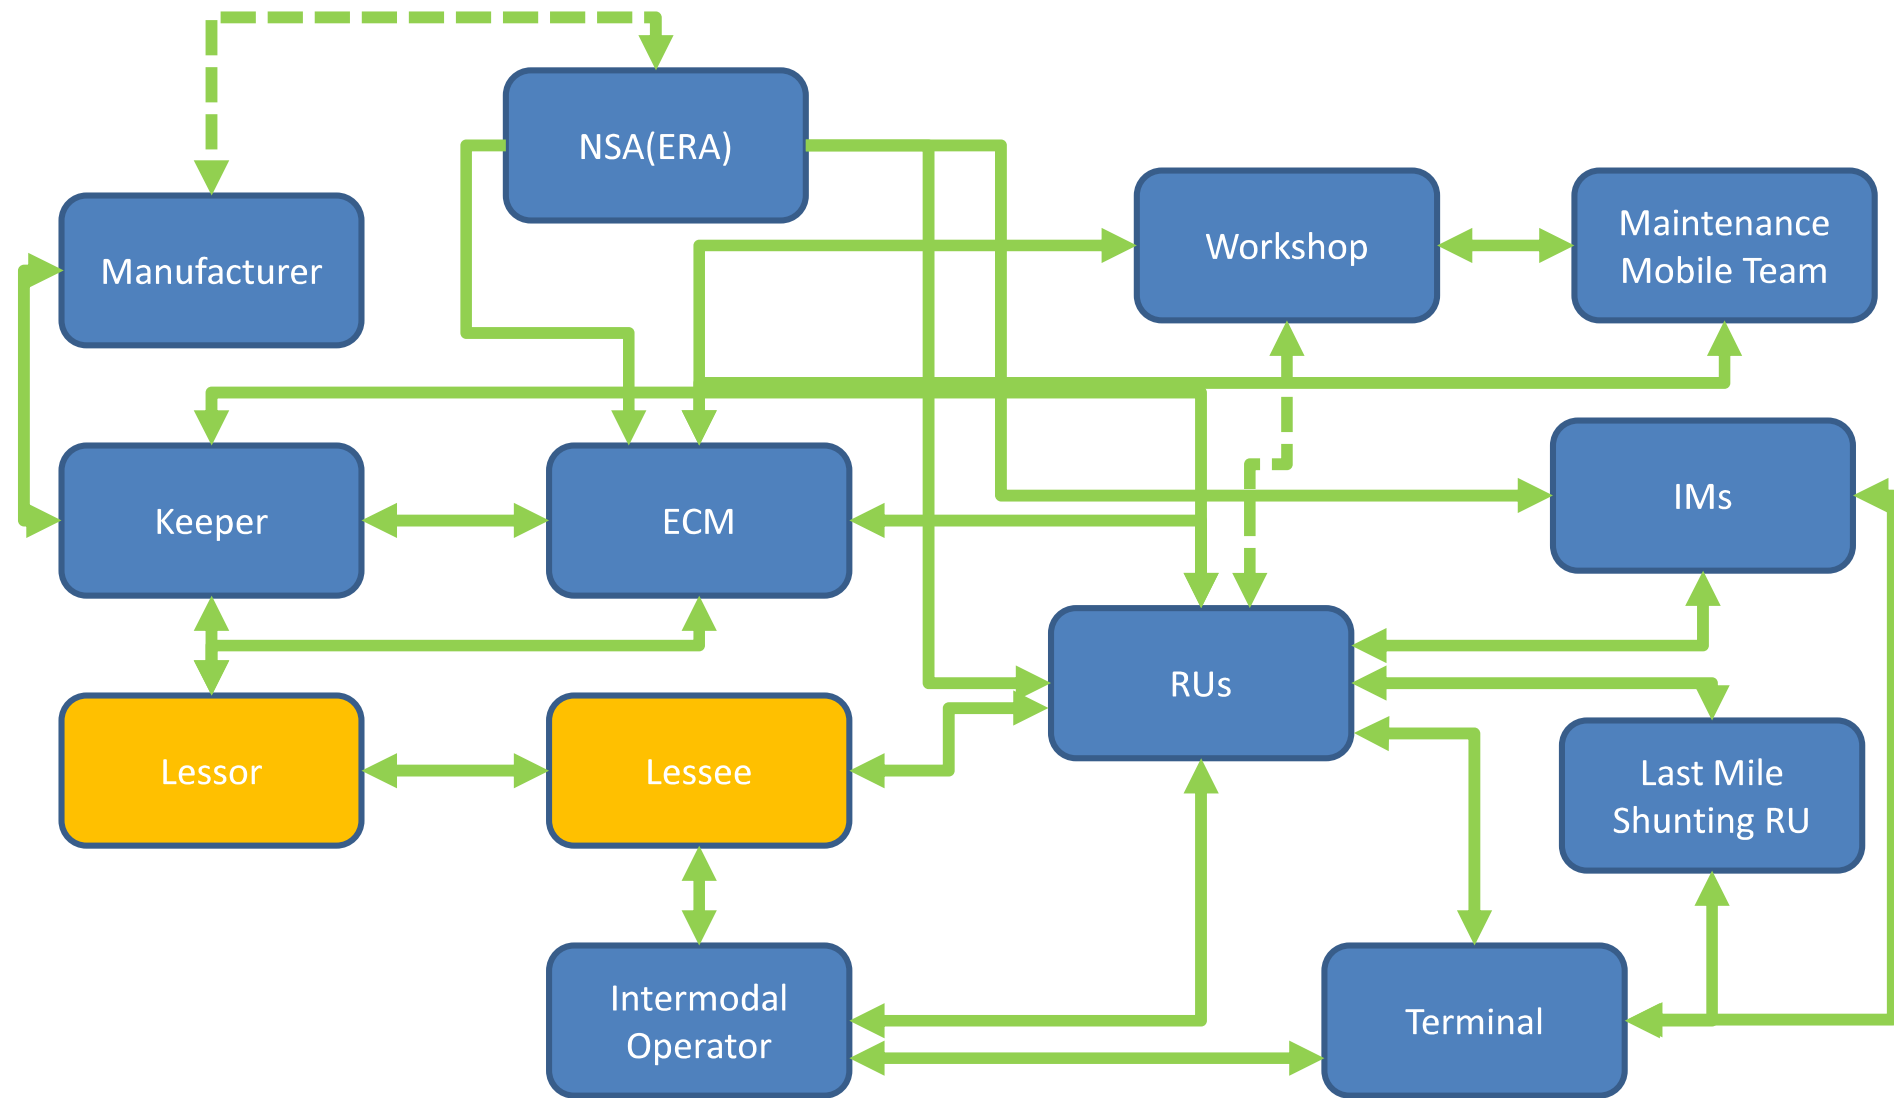 NSA(ERA)
Manufacturer
Workshop
Maintenance
Mobile Team
Keeper
ECM
IMs
RUs
Lessor
Lessee
Last Mile
Shunting RU
Intermodal
Operator
Terminal